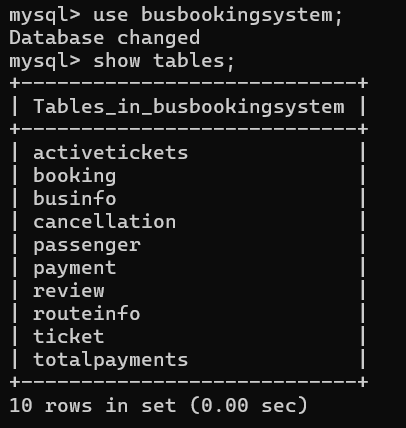 mysql> use busbookingsystem;
Database changed
mysql> show tables;
+---------------------------+
| Tables_in_busbookingsystem |
+---------------------------+
| activetickets |
| booking |
| businfo |
| cancellation |
| passenger |
| payment |
| review |
| routeinfo |
| ticket |
| totalpayments |
+---------------------------+
10 rows in set (0.00 sec)